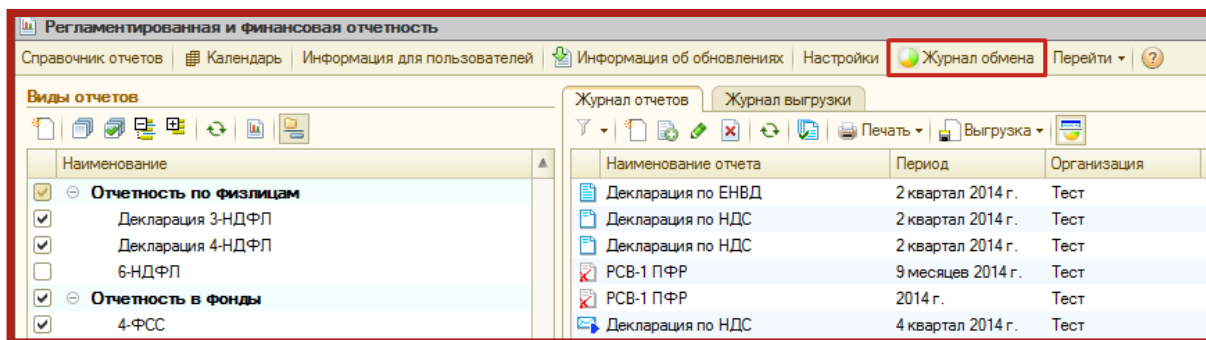 Регламентированная и финансовая отчетность
Справочник отчетов Календарь Информация для пользователей Информация об обновлениях Настройки Журнал обмена Перейти ?
Виды отчетов
Наименование
Отчетность по физлицам
Декларация 3-НДФЛ
Декларация 4-НДФЛ
6-НДФЛ
Отчетность в фонды
4-ФСС
Журнал отчетов Журнал выгрузки
Печать Выгрузка
Наименование отчета Период Организация
Декларация по ЕНВД 2 квартал 2014 г. Тест
Декларация по НДС 2 квартал 2014 г. Тест
Декларация по НДС 2 квартал 2014 г. Тест
РСВ-1 ПФР 9 месяцев 2014 г. Тест
РСВ-1 ПФР 2014 г. Тест
Декларация по НДС 4 квартал 2014 г. Тест